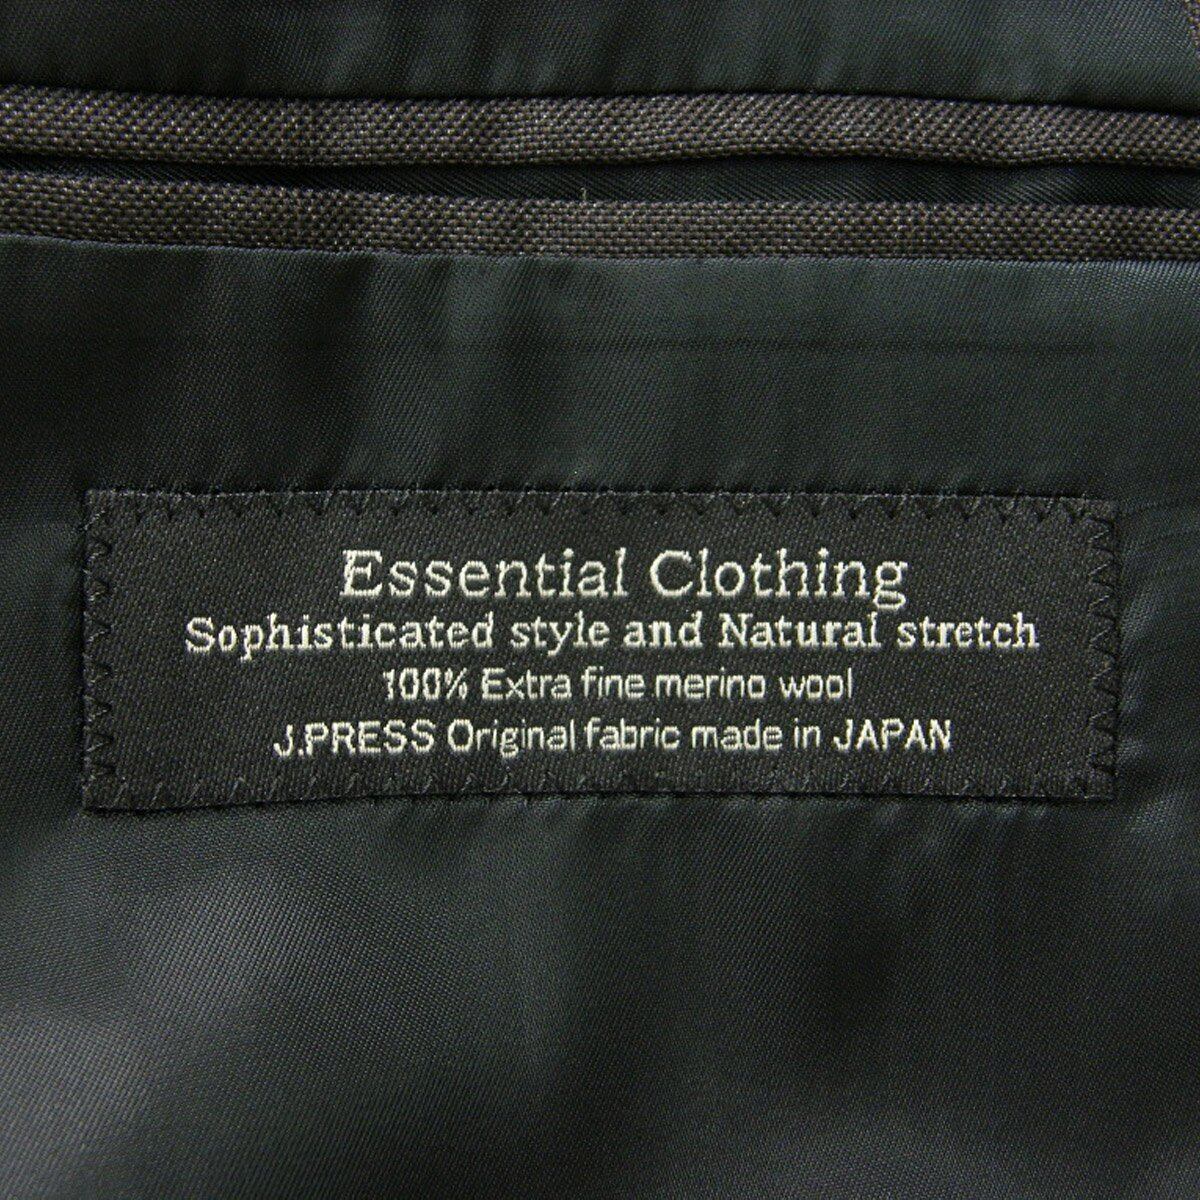 Essential Clothing
Sophisticated style and Natural stretch
100% Extra fine merino wool
J.PRESS Original fabric made in JAPAN